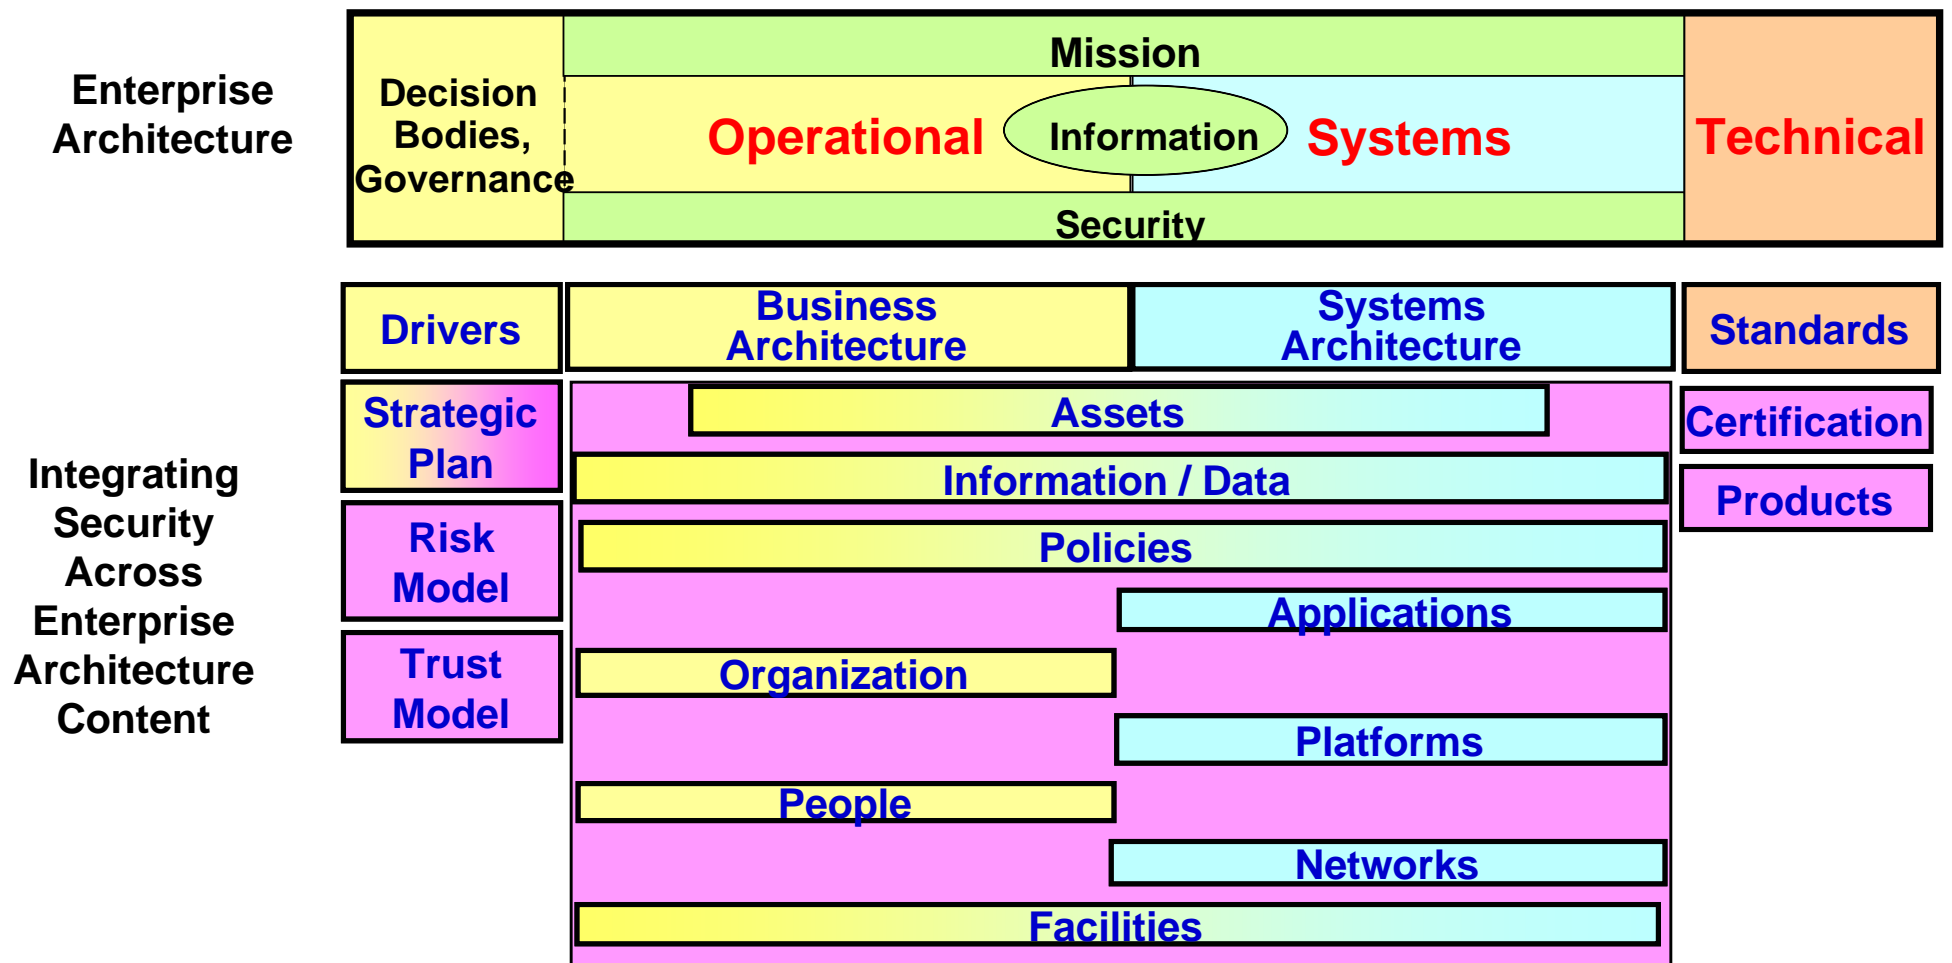 Enterprise
Architecture
Decision
Bodies,
Governance
Mission
Operational
Information
Systems
Security
Technical
Drivers
Business
Architecture
Systems
Architecture
Standards
Integrating
Security
Across
Enterprise
Architecture
Content
Strategic
Plan
Risk
Model
Trust
Model
Assets
Information / Data
Policies
Applications
Organization
Platforms
People
Networks
Facilities
Certification
Products